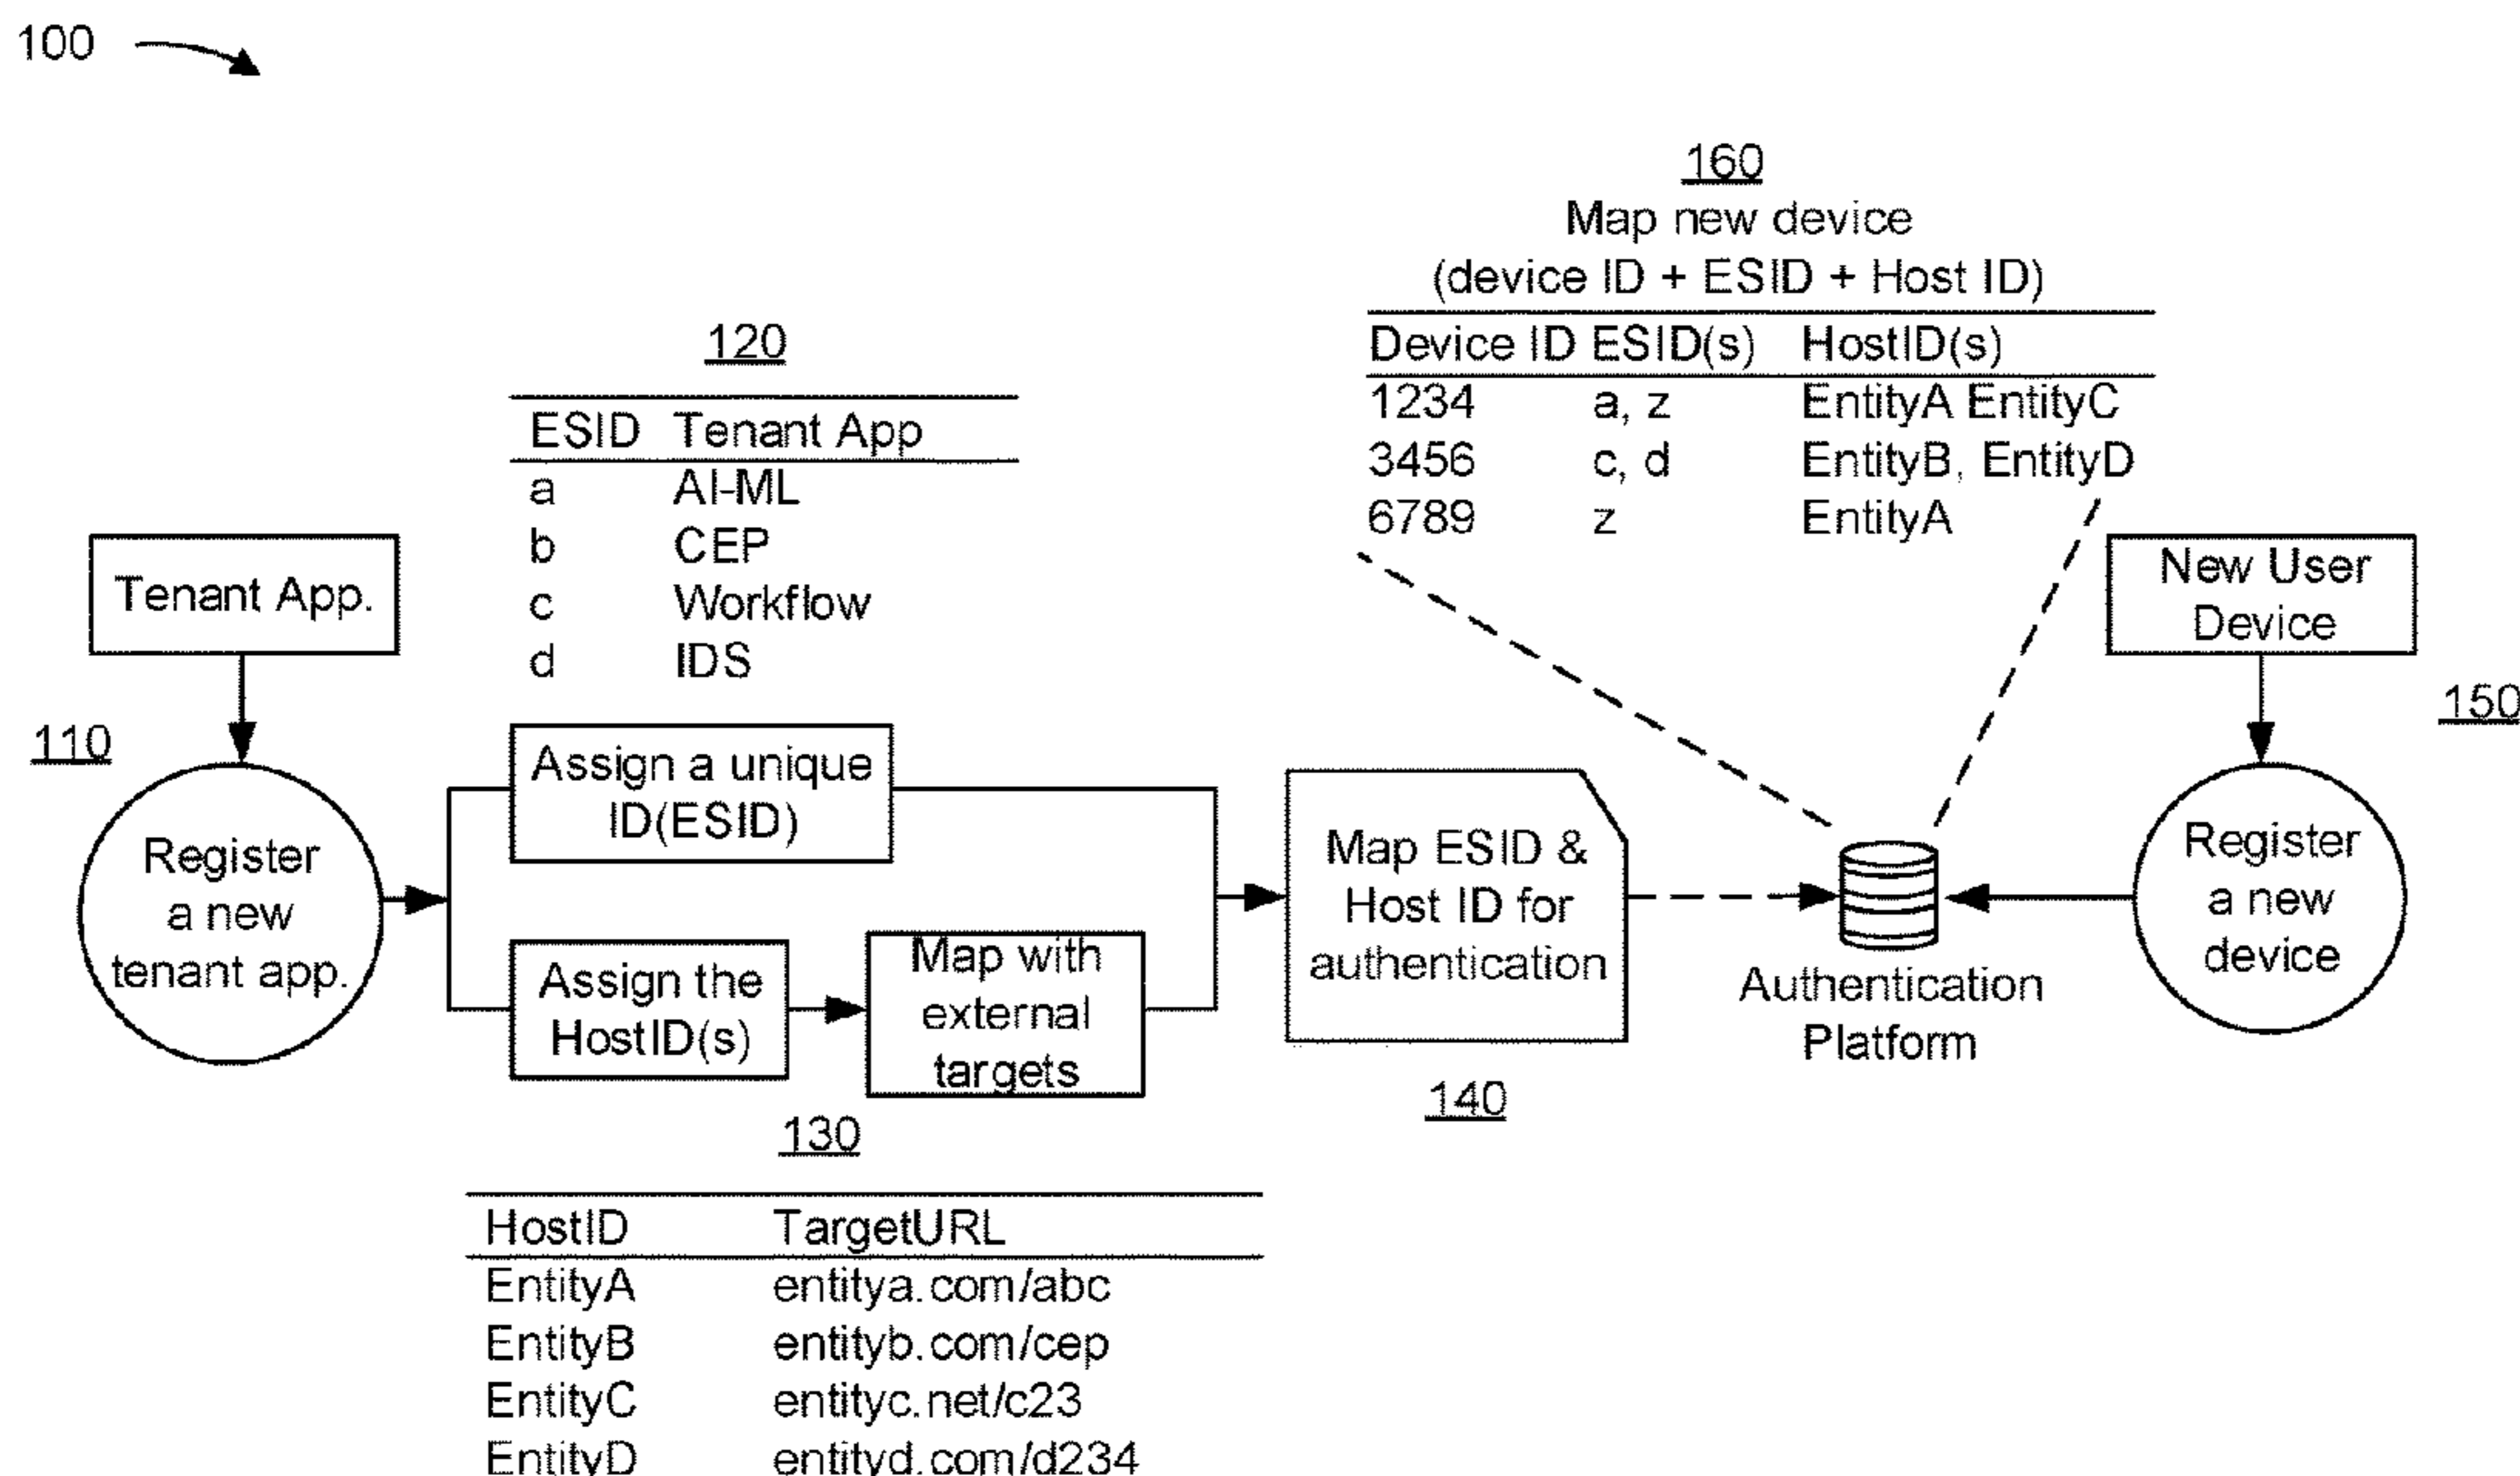 100
160
Map new device
(device ID + ESID + Host ID)
Device ID ESID(s) HostID(s)
1234 a, z EntityA EntityC
3456 c, d EntityB, EntityD
6789 z EntityA
120
ESID Tenant App
a AI-ML
b CEP
c Workflow
d IDS
Tenant App.
New User
Device
110
150
Register
a new
tenant app.
Assign a unique
ID(ESID)
Assign the
HostID(s)
Map with
external
targets
Map ESID &
Host ID for
authentication
140
Authentication
Platform
Register
a new
device
130
HostID TargetURL
EntityA entitya.com/abc
EntityB entityb.com/cep
EntityC entityc.net/c23
EntityD entityd.com/d234